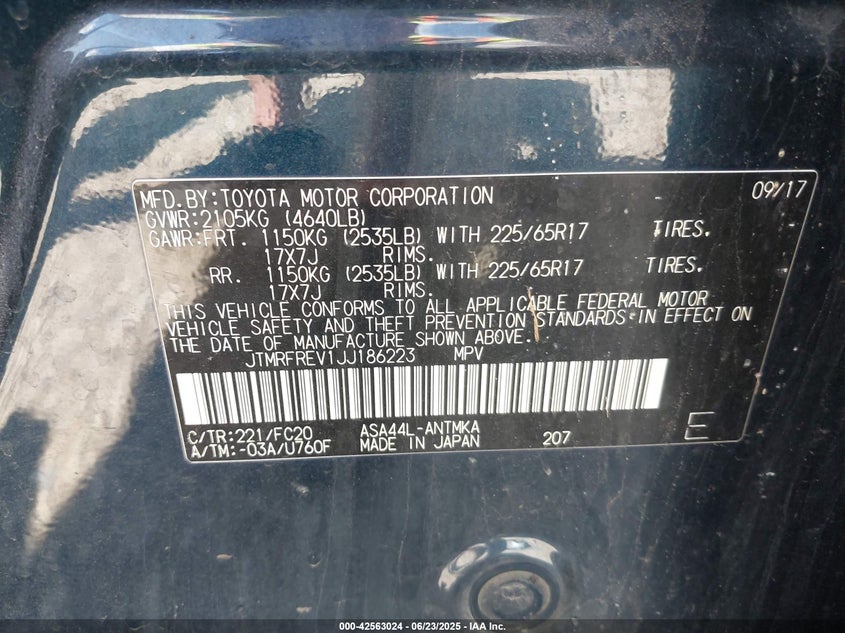 MFD.BY:TOYOTA MOTOR CORPORATION 09/17
GVWR:2105KG (4640LB)
GAWR:FRT. 1150KG (2535LB) WITH 225/65R17 TIRES.
17X7J RIMS.
RR. 1150KG (2535LB) WITH 225/65R17 TIRES.
17X7J RIMS.
THIS VEHICLE CONFORMS TO ALL APPLICABLE FEDERAL MOTOR
VEHICLE SAFETY AND THEFT PREVENTION STANDARDS IN EFFECT ON
THE DATE OF MANUFACTURE SHOWN ABOVE.
JTMRFREV1JJ186223 MPV
C/TR:221/FC20 ASA44L-ANTMKA
A/TM:-03A/U760F MADE IN JAPAN 207 E
000-42563024 - 06/23/2025 - IAA Inc.